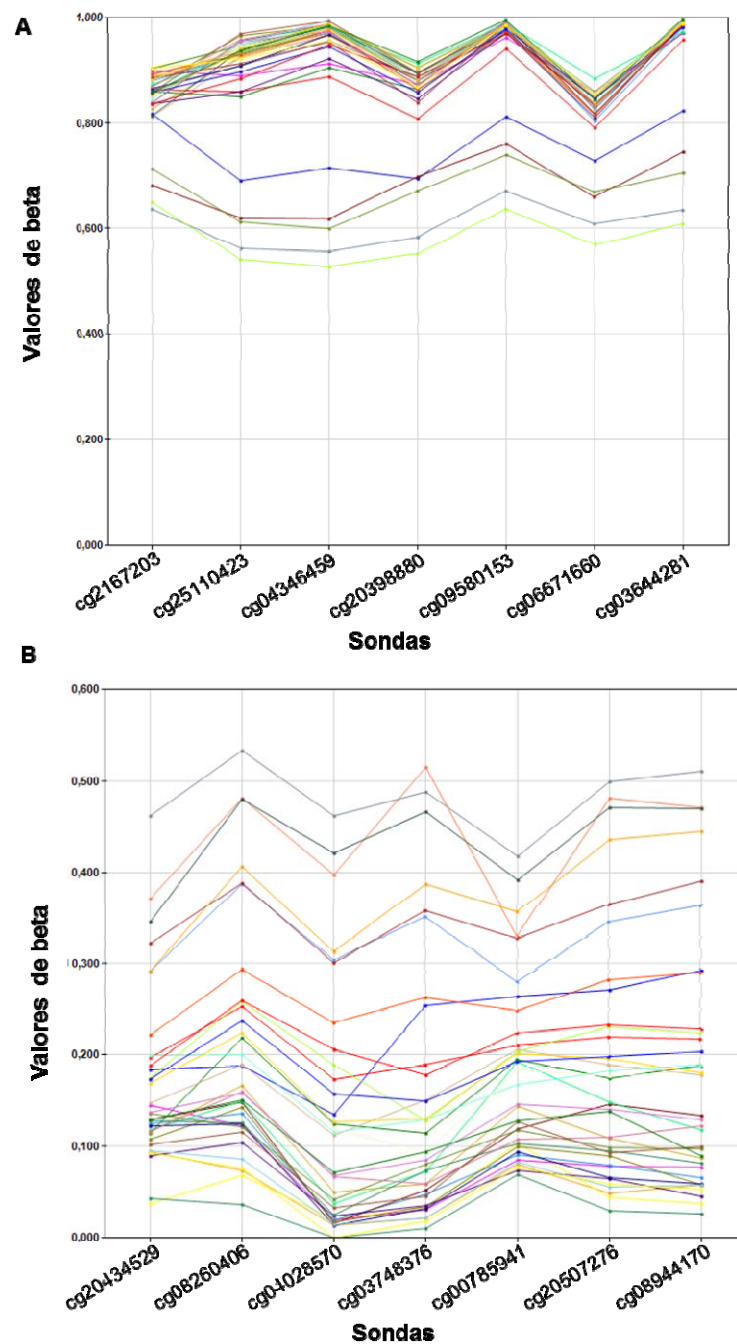 A
Valores de beta
1,000
0,800
0,600
0,400
0,200
0,000
cg2167203
cg25110423
cg04346459
cg20398880
cg09580153
cg06671660
cg03644281
Sondas
B
Valores de beta
0,600
0,500
0,400
0,300
0,200
0,100
0,000
cg20434529
cg08260406
cg04028570
cg03748376
cg00785941
cg20507276
cg08944170
Sondas